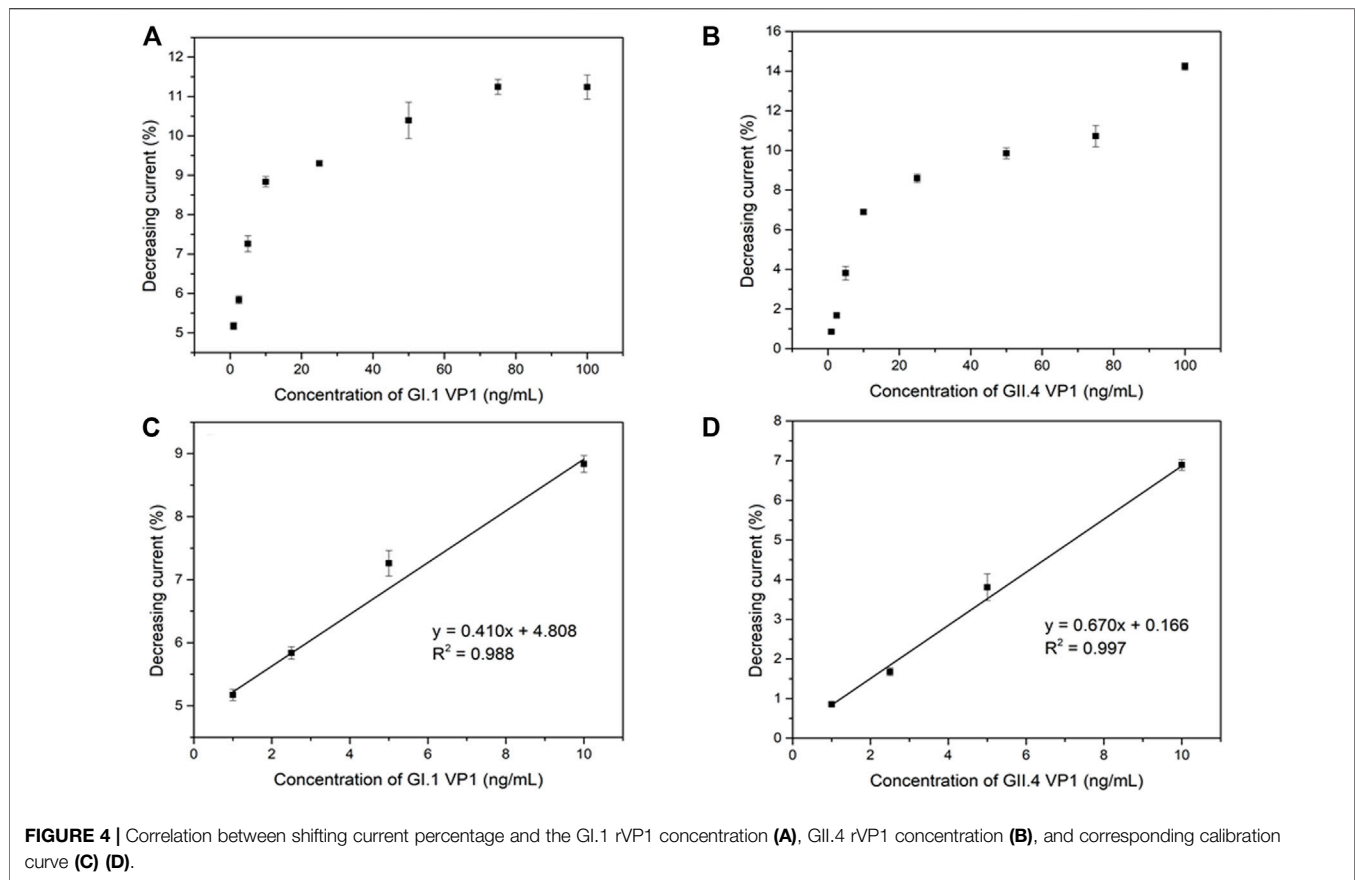 A
12
11
10
9
8
7
6
5
Decreasing current (%)
0 20 40 60 80 100
Concentration of GI.1 VP1 (ng/mL)
B
16
14
12
10
8
6
4
2
0
Decreasing current (%)
0 20 40 60 80 100
Concentration of GII.4 VP1 (ng/mL)
C
9
8
7
6
5
Decreasing current (%)
y = 0.410x + 4.808
R² = 0.988
0 2 4 6 8 10
Concentration of GI.1 VP1 (ng/mL)
D
8
7
6
5
4
3
2
1
0
Decreasing current (%)
y = 0.670x + 0.166
R² = 0.997
0 2 4 6 8 10
Concentration of GII.4 VP1 (ng/mL)
FIGURE 4 | Correlation between shifting current percentage and the GI.1 rVP1 concentration (A), GII.4 rVP1 concentration (B), and corresponding calibration
curve (C) (D).